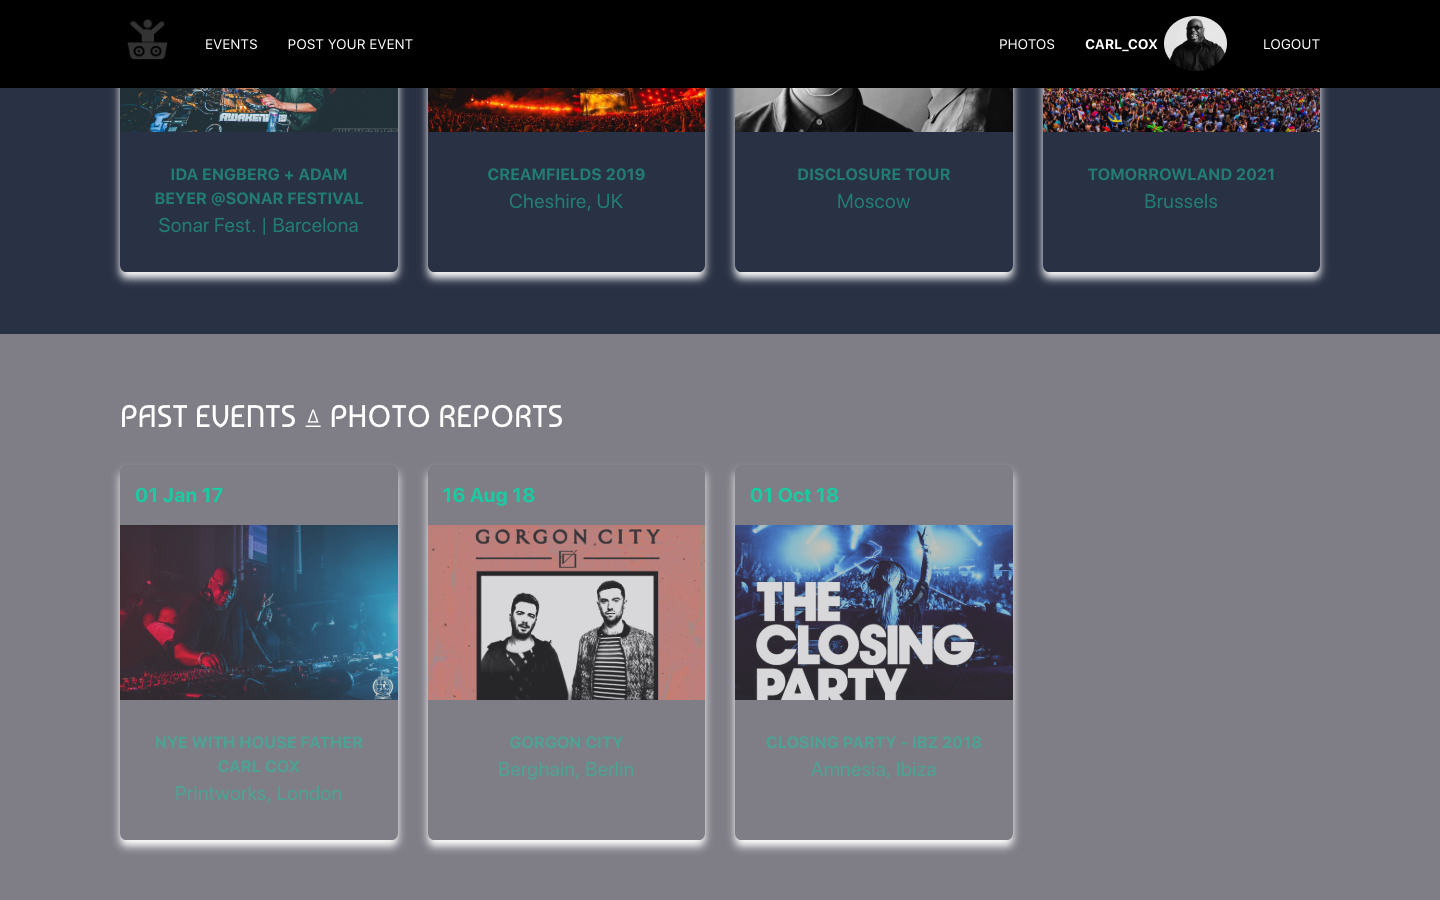 EVENTS POST YOUR EVENT PHOTOS CARL_COX LOGOUT
IDA ENGBERG + ADAM
BEYER @SONAR FESTIVAL
Sonar Fest. | Barcelona
CREAMFIELDS 2019
Cheshire, UK
DISCLOSURE TOUR
Moscow
TOMORROWLAND 2021
Brussels
PAST EVENTS & PHOTO REPORTS
01 Jan 17
NYE WITH HOUSE FATHER
CARL COX
Printworks, London
16 Aug 18
GORGON CITY
GORGON CITY
Berghain, Berlin
01 Oct 18
THE
CLOSING
PARTY
CLOSING PARTY - IBZ 2018
Amnesia, Ibiza